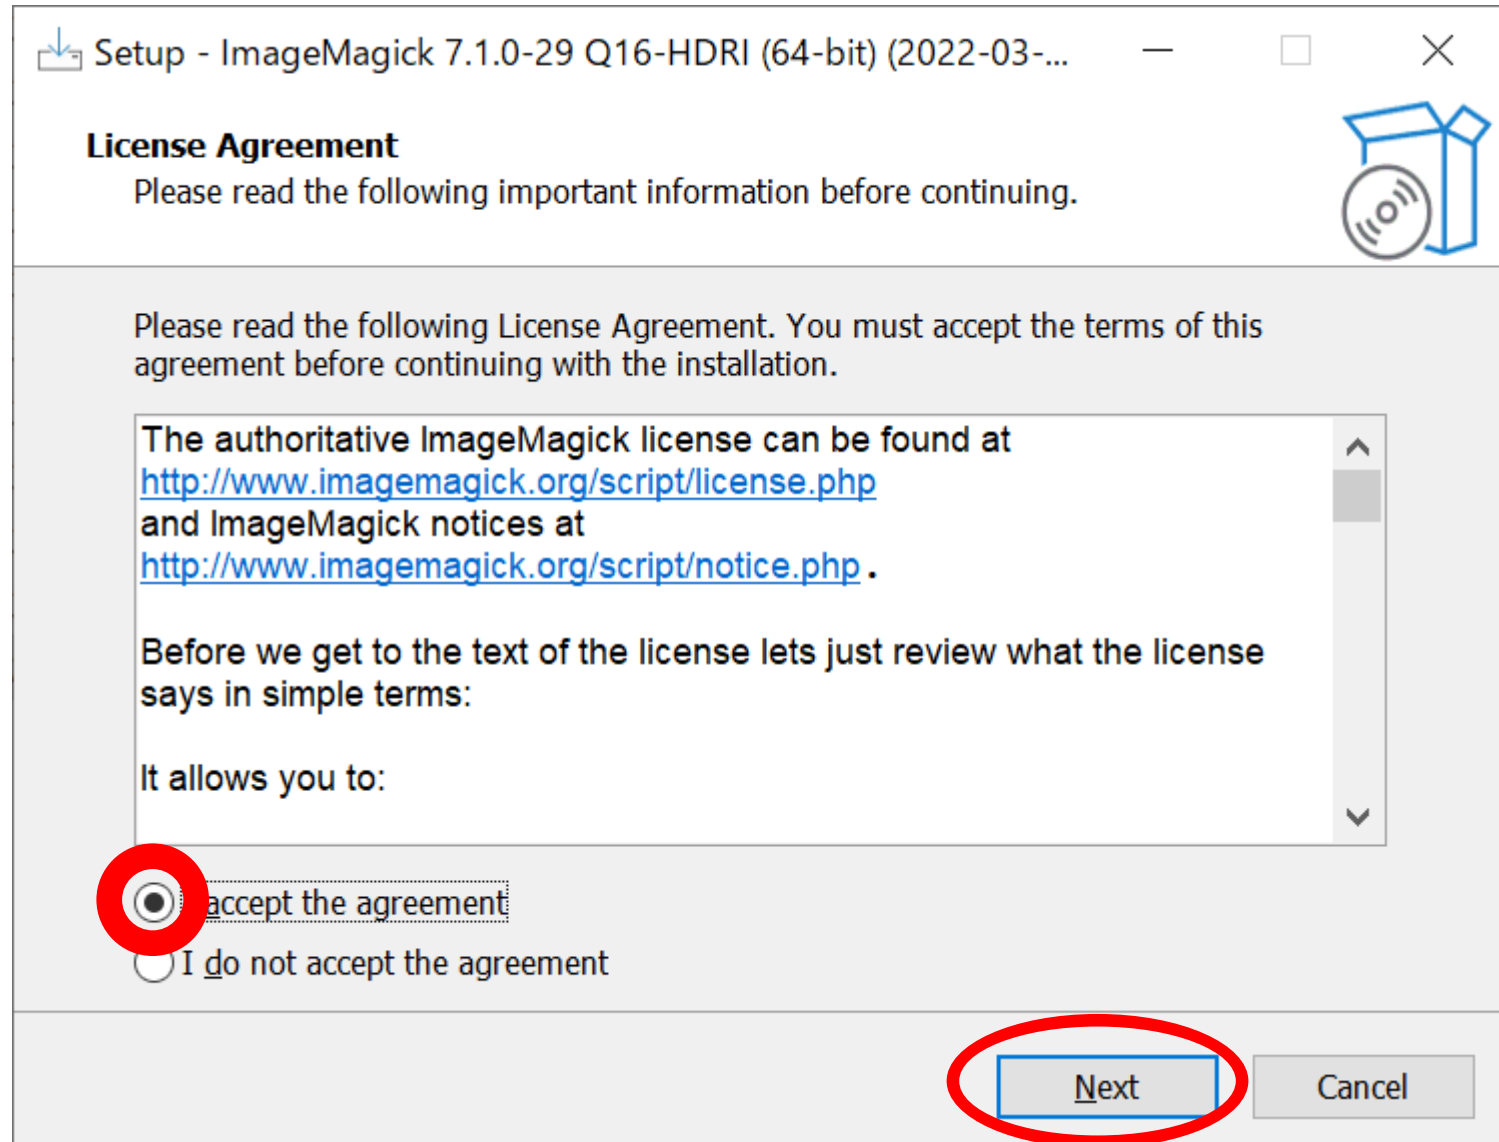 Setup - ImageMagick 7.1.0-29 Q16-HDRI (64-bit) (2022-03-...
License Agreement
Please read the following important information before continuing.
Please read the following License Agreement. You must accept the terms of this
agreement before continuing with the installation.
The authoritative ImageMagick license can be found at
http://www.imagemagick.org/script/license.php
and ImageMagick notices at
http://www.imagemagick.org/script/notice.php .
Before we get to the text of the license lets just review what the license
says in simple terms:
It allows you to:
accept the agreement
I do not accept the agreement
Next
Cancel